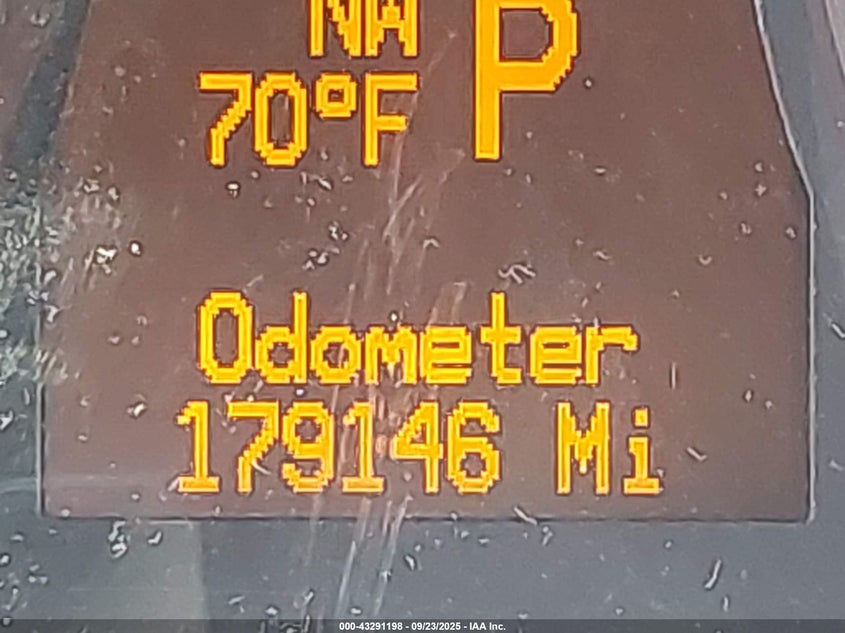 NW P
70°F
Odometer
179146 Mi
000-43291198 - 09/23/2025 - IAA Inc.